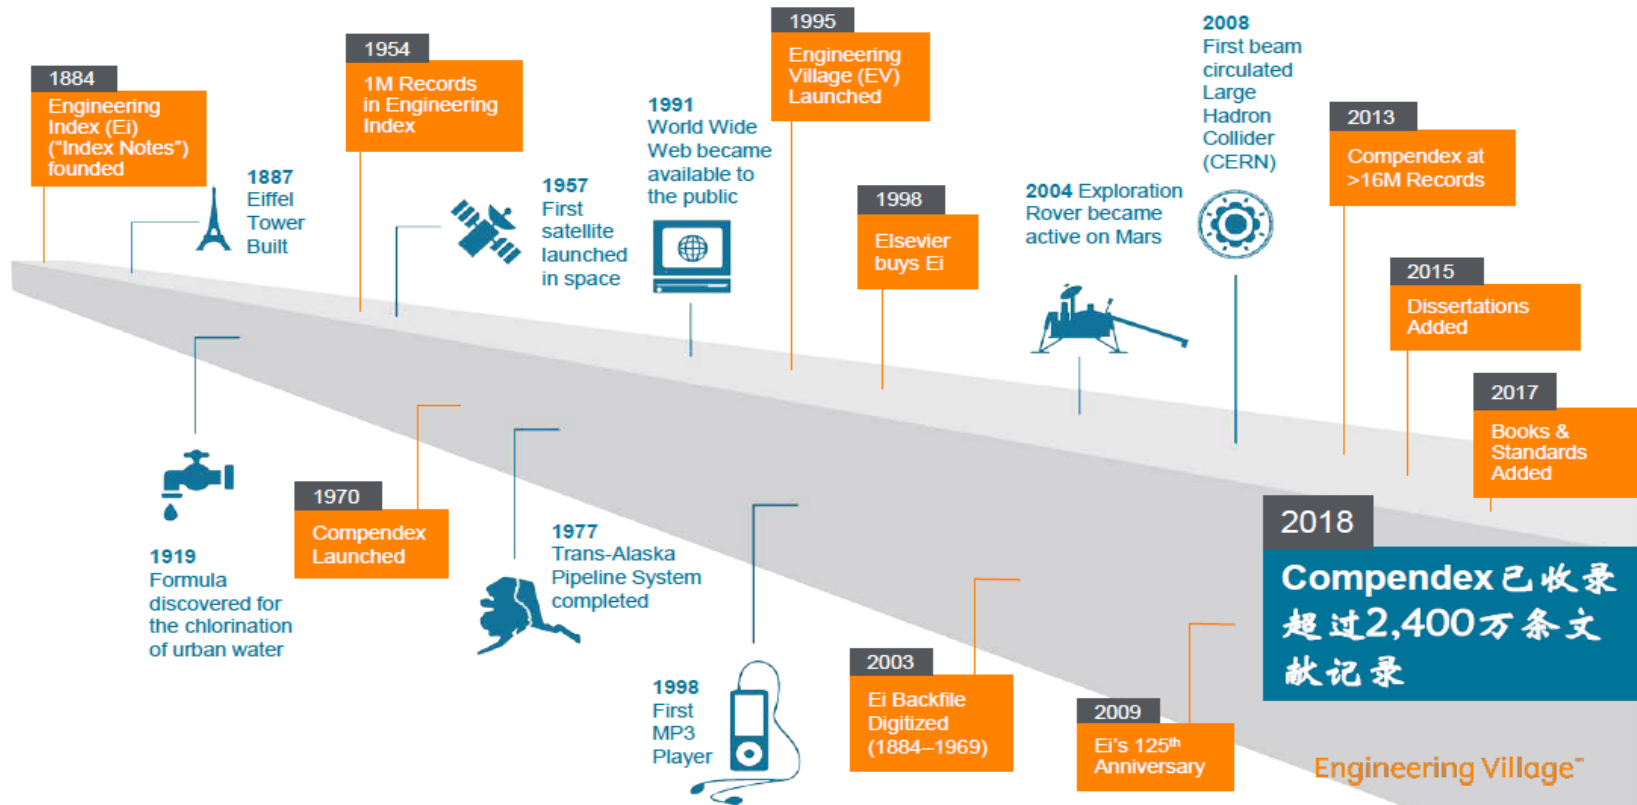 1884
Engineering
Index (Ei)
(“Index Notes”)
founded
1887
Eiffel
Tower
Built
1954
1M Records
in Engineering
Index
1957
First
satellite
launched
in space
1991
World Wide
Web became
available to
the public
1995
Engineering
Village (EV)
Launched
1998
Elsevier
buys Ei
2004 Exploration
Rover became
active on Mars
2008
First beam
circulated
Large
Hadron
Collider
(CERN)
2013
Compendex at
>16M Records
2015
Dissertations
Added
2017
Books &
Standards
Added
1919
Formula
discovered for
the chlorination
of urban water
1970
Compendex
Launched
1977
Trans-Alaska
Pipeline System
completed
1998
First
MP3
Player
2003
Ei Backfile
Digitized
(1884–1969)
2009
Ei’s 125th
Anniversary
2018
Compendex已收录
超过2,400万条文
献记录
Engineering Village™